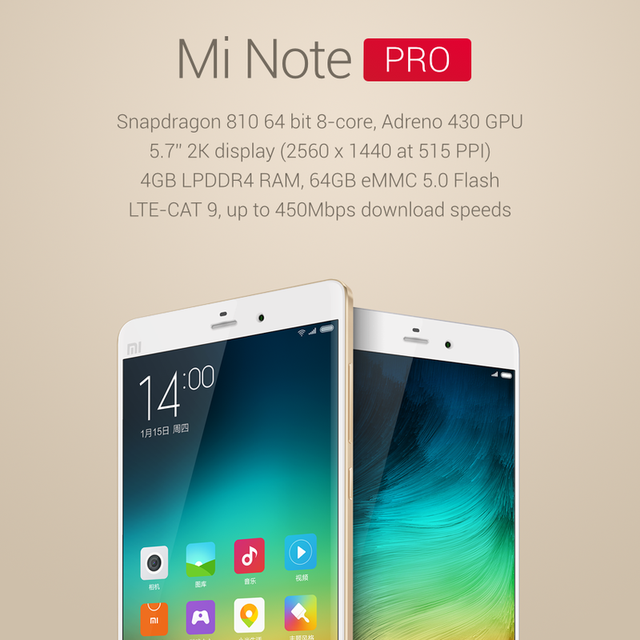 Mi Note PRO
Snapdragon 810 64 bit 8-core, Adreno 430 GPU
5.7" 2K display (2560 x 1440 at 515 PPI)
4GB LPDDR4 RAM, 64GB eMMC 5.0 Flash
LTE-CAT 9, up to 450Mbps download speeds
mi
14:00
1月15日 周四
相机 图库 音乐 视频
mi